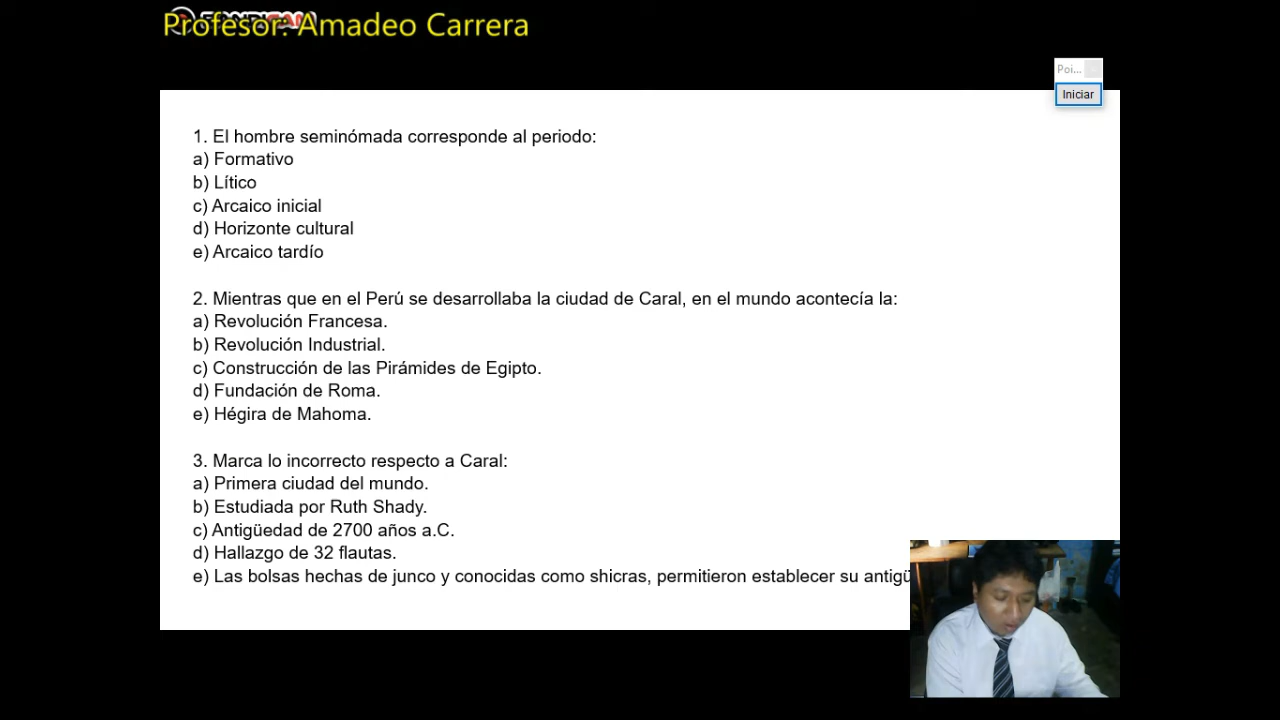 Profesor: Amadeo Carrera
Poi...
Iniciar
1. El hombre seminómada corresponde al periodo:
a) Formativo
b) Lítico
c) Arcaico inicial
d) Horizonte cultural
e) Arcaico tardío
2. Mientras que en el Perú se desarrollaba la ciudad de Caral, en el mundo acontecía la:
a) Revolución Francesa.
b) Revolución Industrial.
c) Construcción de las Pirámides de Egipto.
d) Fundación de Roma.
e) Hégira de Mahoma.
3. Marca lo incorrecto respecto a Caral:
a) Primera ciudad del mundo.
b) Estudiada por Ruth Shady.
c) Antigüedad de 2700 años a.C.
d) Hallazgo de 32 flautas.
e) Las bolsas hechas de junco y conocidas como shicras, permitieron establecer su antigü